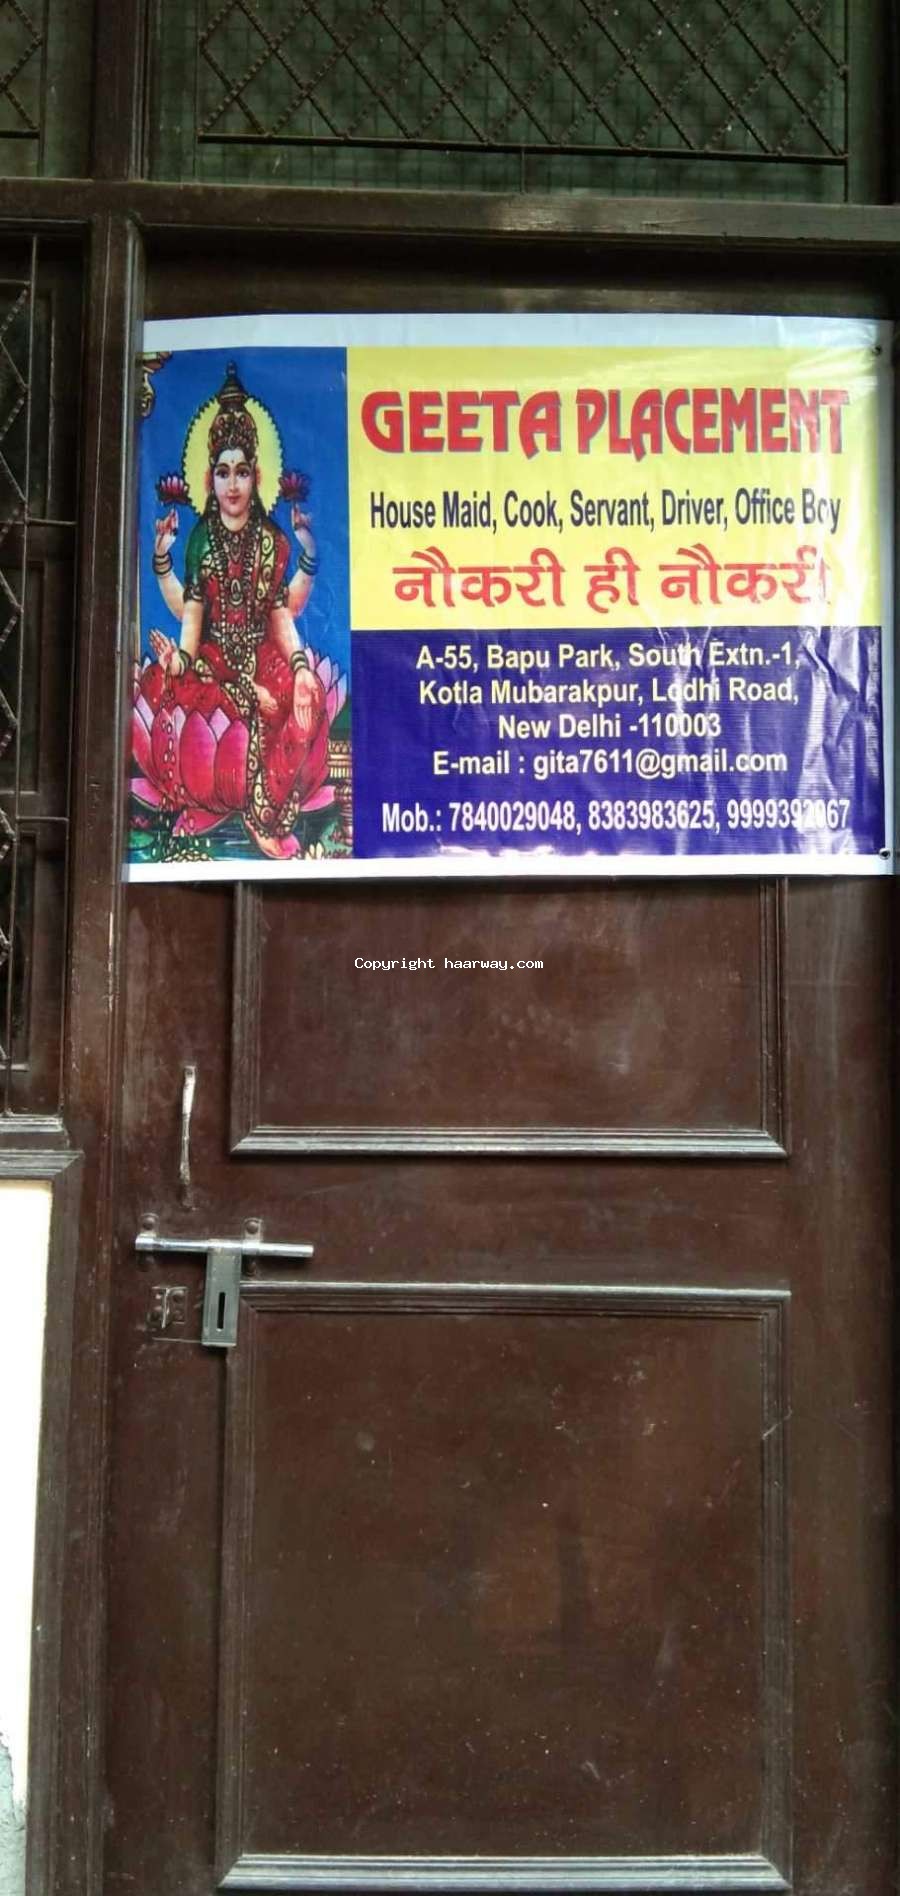 GEETA PLACEMENT
House Maid, Cook, Servant, Driver, Office Boy
नौकरी ही नौकरी
A-55, Bapu Park, South Extn.-1,
Kotla Mubarakpur, Lodhi Road,
New Delhi -110003
E-mail : gita7611@gmail.com
Mob.: 7840029048, 8383983625,
Copyright haarway.com